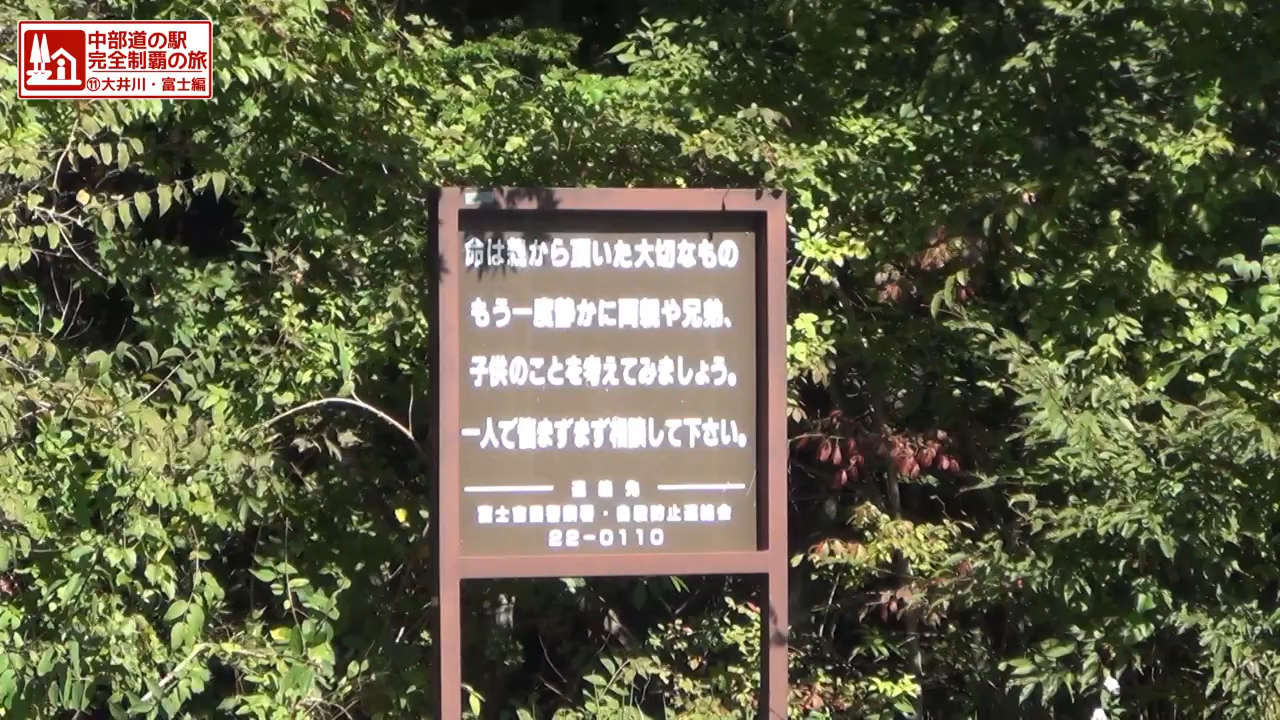 中部道の駅
完全制覇の旅
⑪大井川・富士編
命は親から頂いた大切なもの
もう一度静かに両親や兄弟、
子供のことを考えてみましょう。
一人で悩まずまず相談して下さい。
連絡先
富士吉田警察署・自殺防止連絡会
22-0110